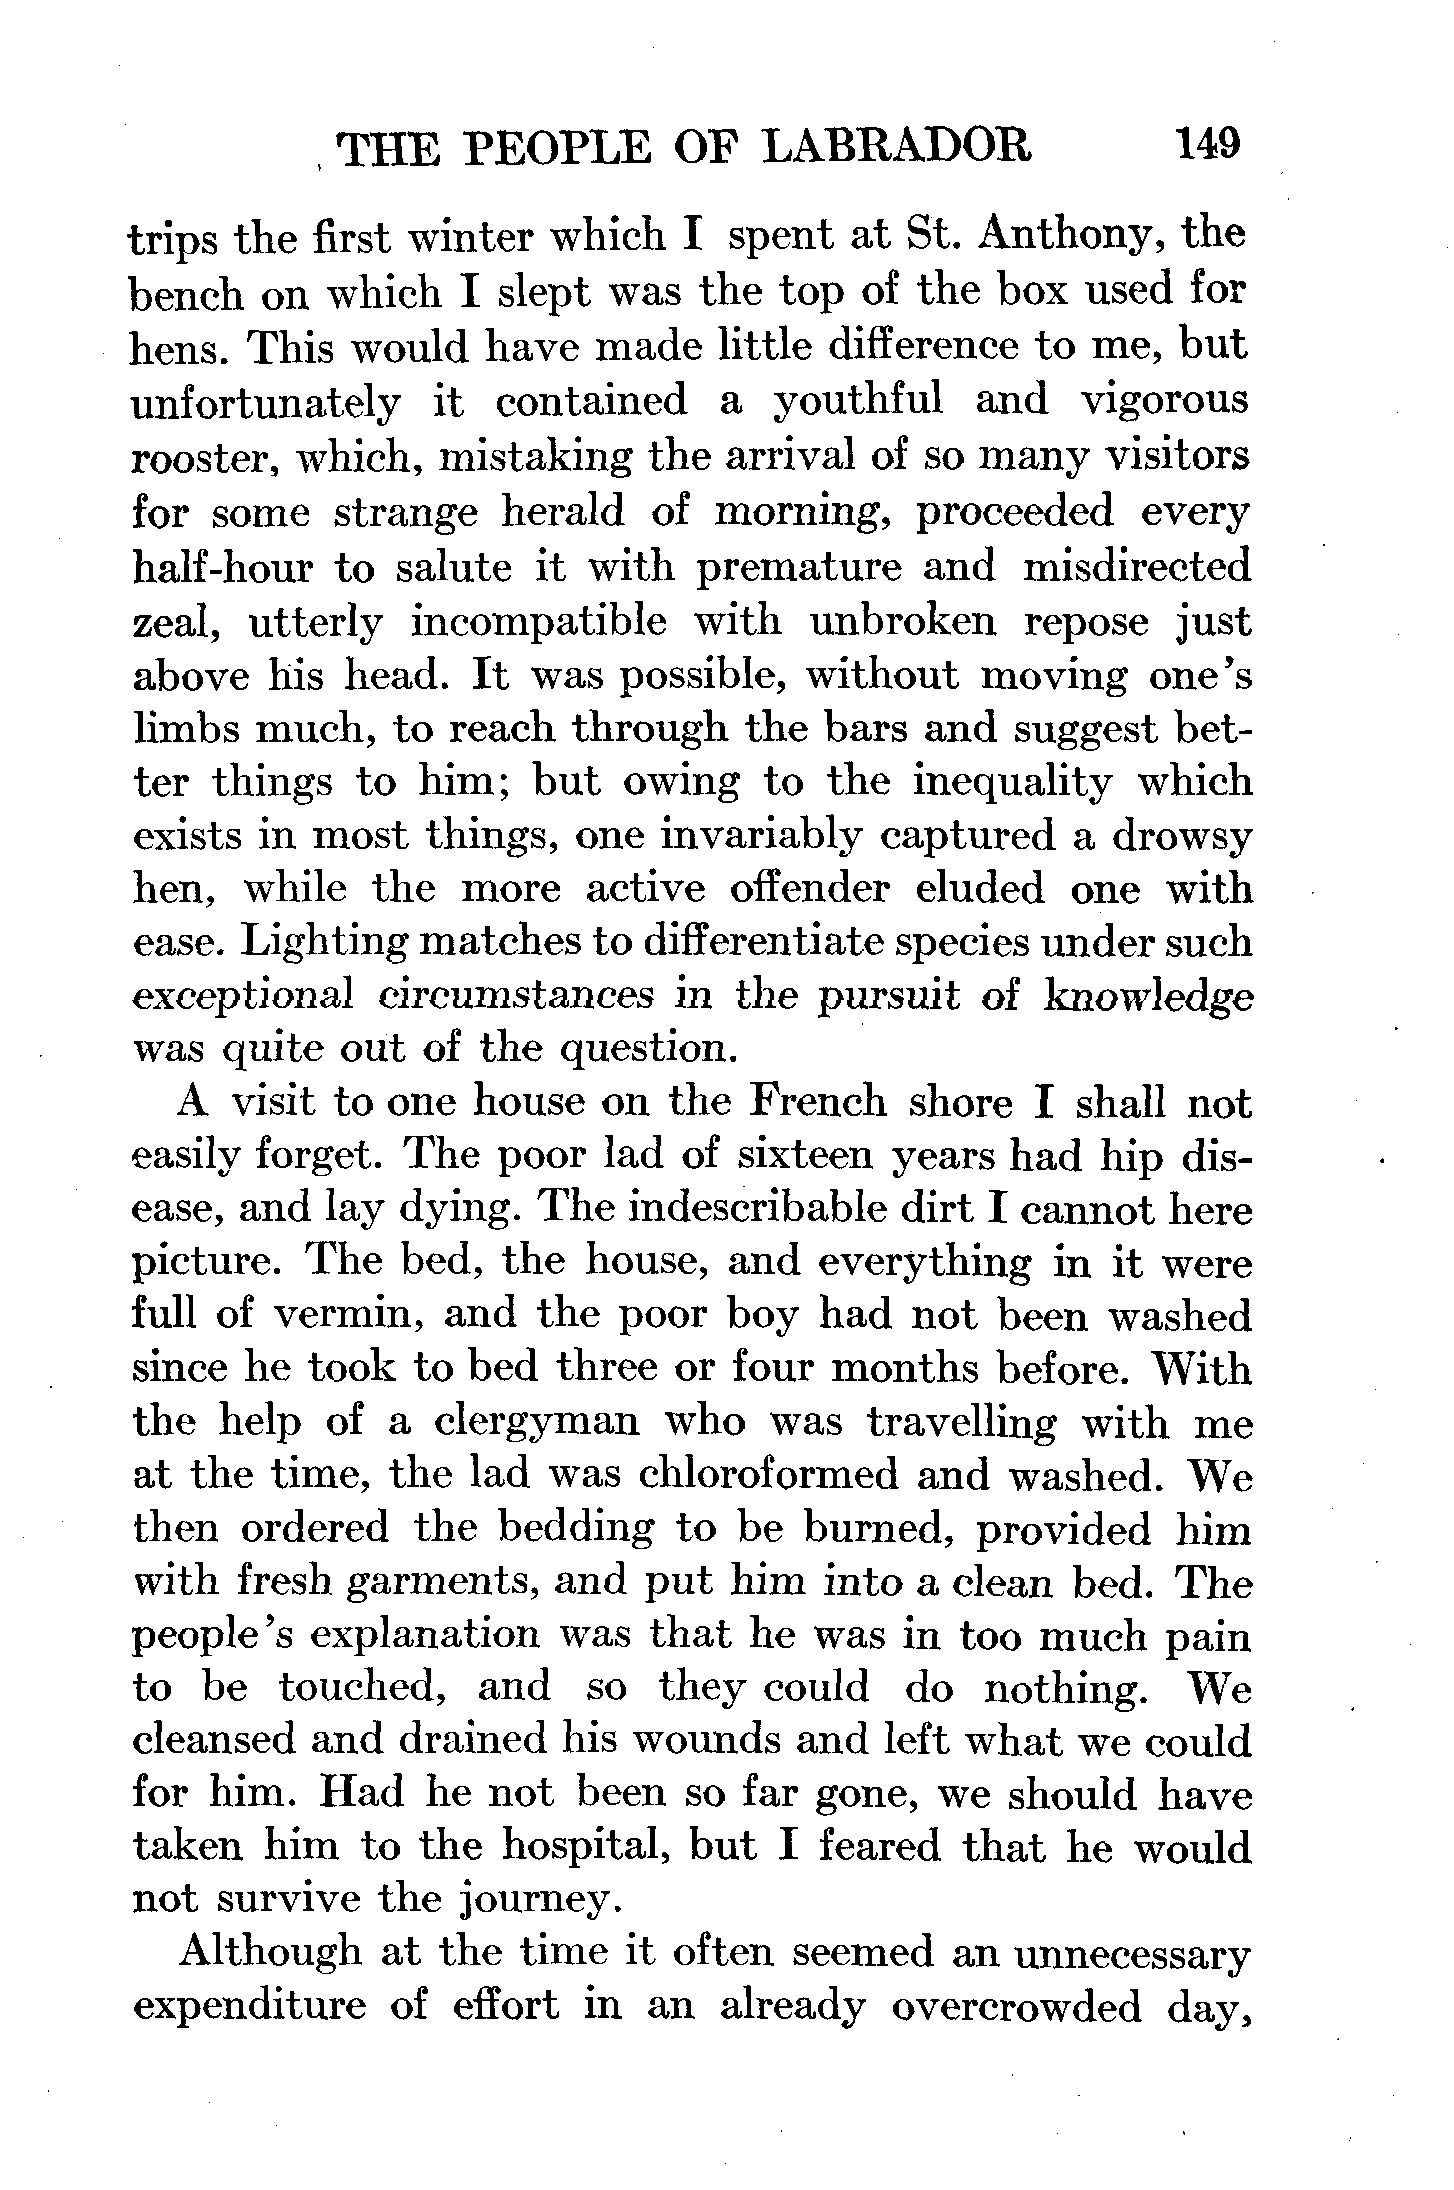 THE PEOPLE OF LABRADOR 149
trips the first winter which I spent at St. Anthony, the
bench on which I slept was the top of the box used for
hens. This would have made little difference to me, but
unfortunately it contained a youthful and vigorous
rooster, which, mistaking the arrival of so many visitors
for some strange herald of morning, proceeded every
half-hour to salute it with premature and misdirected
zeal, utterly incompatible with unbroken repose just
above his head. It was possible, without moving one's
limbs much, to reach through the bars and suggest bet-
ter things to him; but owing to the inequality which
exists in most things, one invariably captured a drowsy
hen, while the more active offender eluded one with
ease. Lighting matches to differentiate species under such
exceptional circumstances in the pursuit of knowledge
was quite out of the question.
A visit to one house on the French shore I shall not
easily forget. The poor lad of sixteen years had hip dis-
ease, and lay dying. The indescribable dirt I cannot here
picture. The bed, the house, and everything in it were
full of vermin, and the poor boy had not been washed
since he took to bed three or four months before. With
the help of a clergyman who was travelling with me
at the time, the lad was chloroformed and washed. We
then ordered the bedding to be burned, provided him
with fresh garments, and put him into a clean bed. The
people's explanation was that he was in too much pain
to be touched, and so they could do nothing. We
cleansed and drained his wounds and left what we could
for him. Had he not been so far gone, we should have
taken him to the hospital, but I feared that he would
not survive the journey.
Although at the time it often seemed an unnecessary
expenditure of effort in an already overcrowded day,